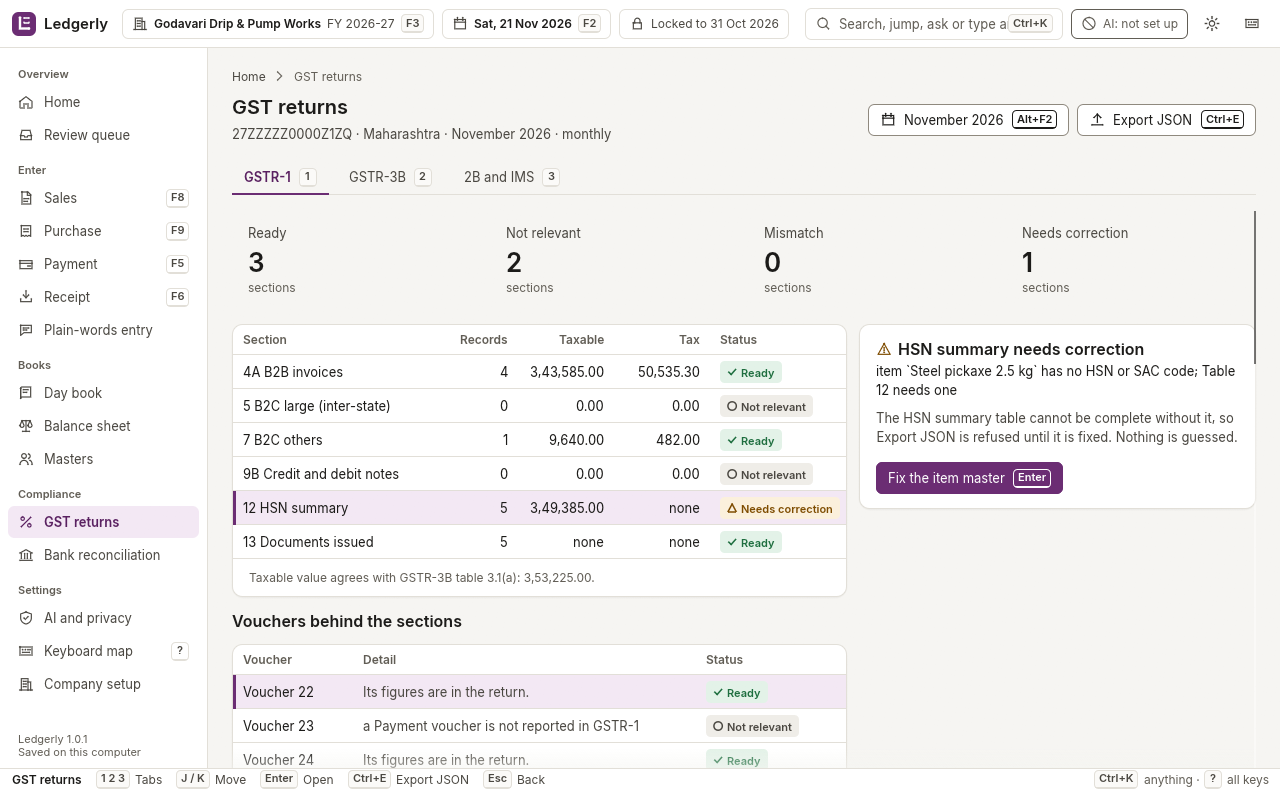 Ledgerly
Godavari Drip & Pump Works FY 2026-27 F3
Sat, 21 Nov 2026 F2
Locked to 31 Oct 2026
Search, jump, ask or type a Ctrl+K
AI: not set up
Overview
Home
Review queue
Enter
Sales F8
Purchase F9
Payment F5
Receipt F6
Plain-words entry
Books
Day book
Balance sheet
Masters
Compliance
GST returns
Bank reconciliation
Settings
AI and privacy
Keyboard map ?
Company setup
Ledgerly 1.0.1
Saved on this computer
Home GST returns
GST returns
27ZZZZZ0000Z1ZQ · Maharashtra · November 2026 · monthly
November 2026 Alt+F2
Export JSON Ctrl+E
GSTR-1 1 GSTR-3B 2 2B and IMS 3
Ready Not relevant Mismatch Needs correction
3 2 0 1
sections sections sections sections
Section Records Taxable Tax Status
4A B2B invoices 4 3,43,585.00 50,535.30 Ready
5 B2C large (inter-state) 0 0.00 0.00 Not relevant
7 B2C others 1 9,640.00 482.00 Ready
9B Credit and debit notes 0 0.00 0.00 Not relevant
12 HSN summary 5 3,49,385.00 none Needs correction
13 Documents issued 5 none none Ready
Taxable value agrees with GSTR-3B table 3.1(a): 3,53,225.00.
HSN summary needs correction
item `Steel pickaxe 2.5 kg` has no HSN or SAC code; Table
12 needs one
The HSN summary table cannot be complete without it, so
Export JSON is refused until it is fixed. Nothing is guessed.
Fix the item master Enter
Vouchers behind the sections
Voucher Detail Status
Voucher 22 Its figures are in the return. Ready
Voucher 23 a Payment voucher is not reported in GSTR-1 Not relevant
Voucher 24 Its figures are in the return. Ready
GST returns 1 2 3 Tabs J / K Move Enter Open Ctrl+E Export JSON Esc Back
Ctrl+K anything · ? all keys